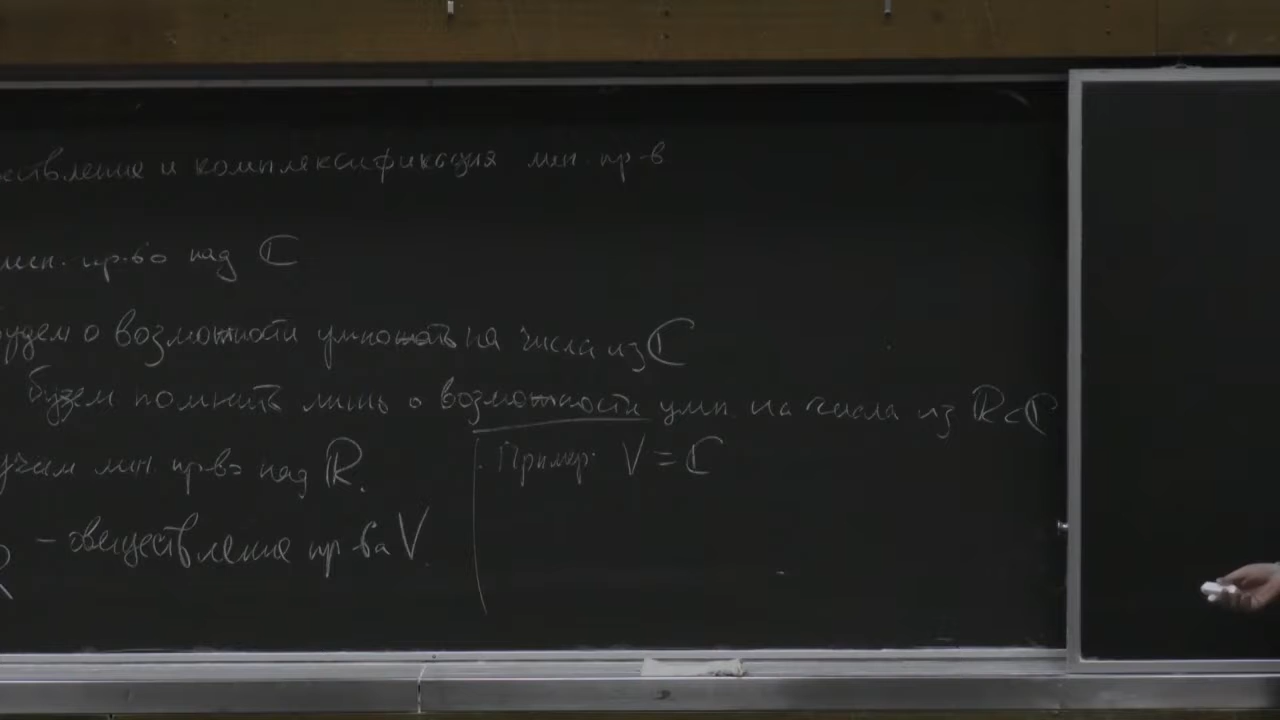 ествление и комплексификация лин. пр-в
лин. пр-во над ℂ
будем о возможности умножать на числа из ℂ
будем помнить лишь о возможности умн. на числа из ℝ⊂ℂ
учим лин. пр-во над ℝ.
Пример. V = ℂ
ℝ – овеществление пр-ва V.